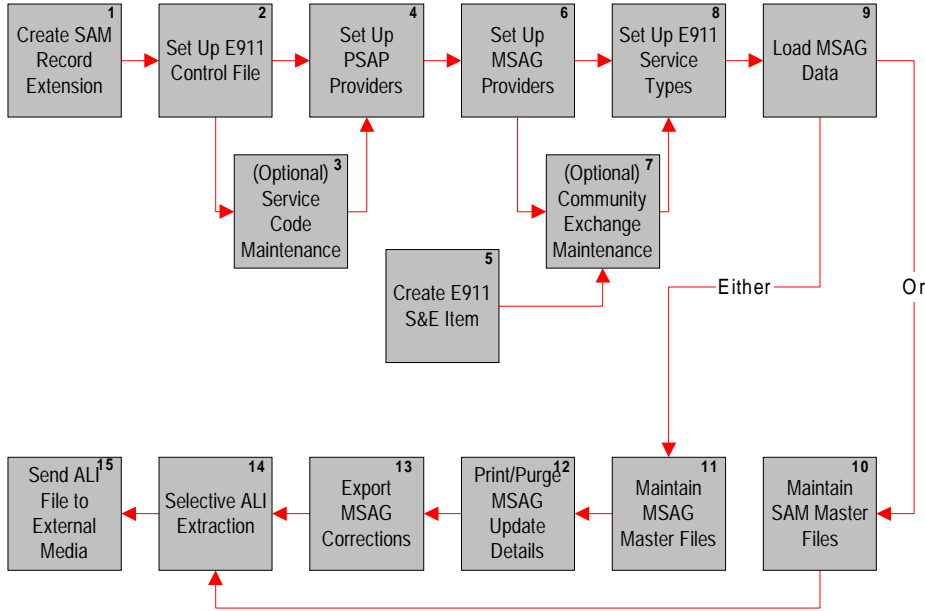 1
Create SAM
Record
Extension
2
Set Up E911
Control File
4
Set Up
PSAP
Providers
6
Set Up
MSAG
Providers
8
Set Up E911
Service
Types
9
Load MSAG
Data
(Optional) 3
Service
Code
Maintenance
(Optional) 7
Community
Exchange
Maintenance
5
Create E911
S&E Item
Either
Or
Send ALI 15
File to
External
Media
14
Selective ALI
Extraction
13
Export
MSAG
Corrections
Print/Purge 12
MSAG
Update
Details
11
Maintain
MSAG
Master Files
10
Maintain
SAM Master
Files